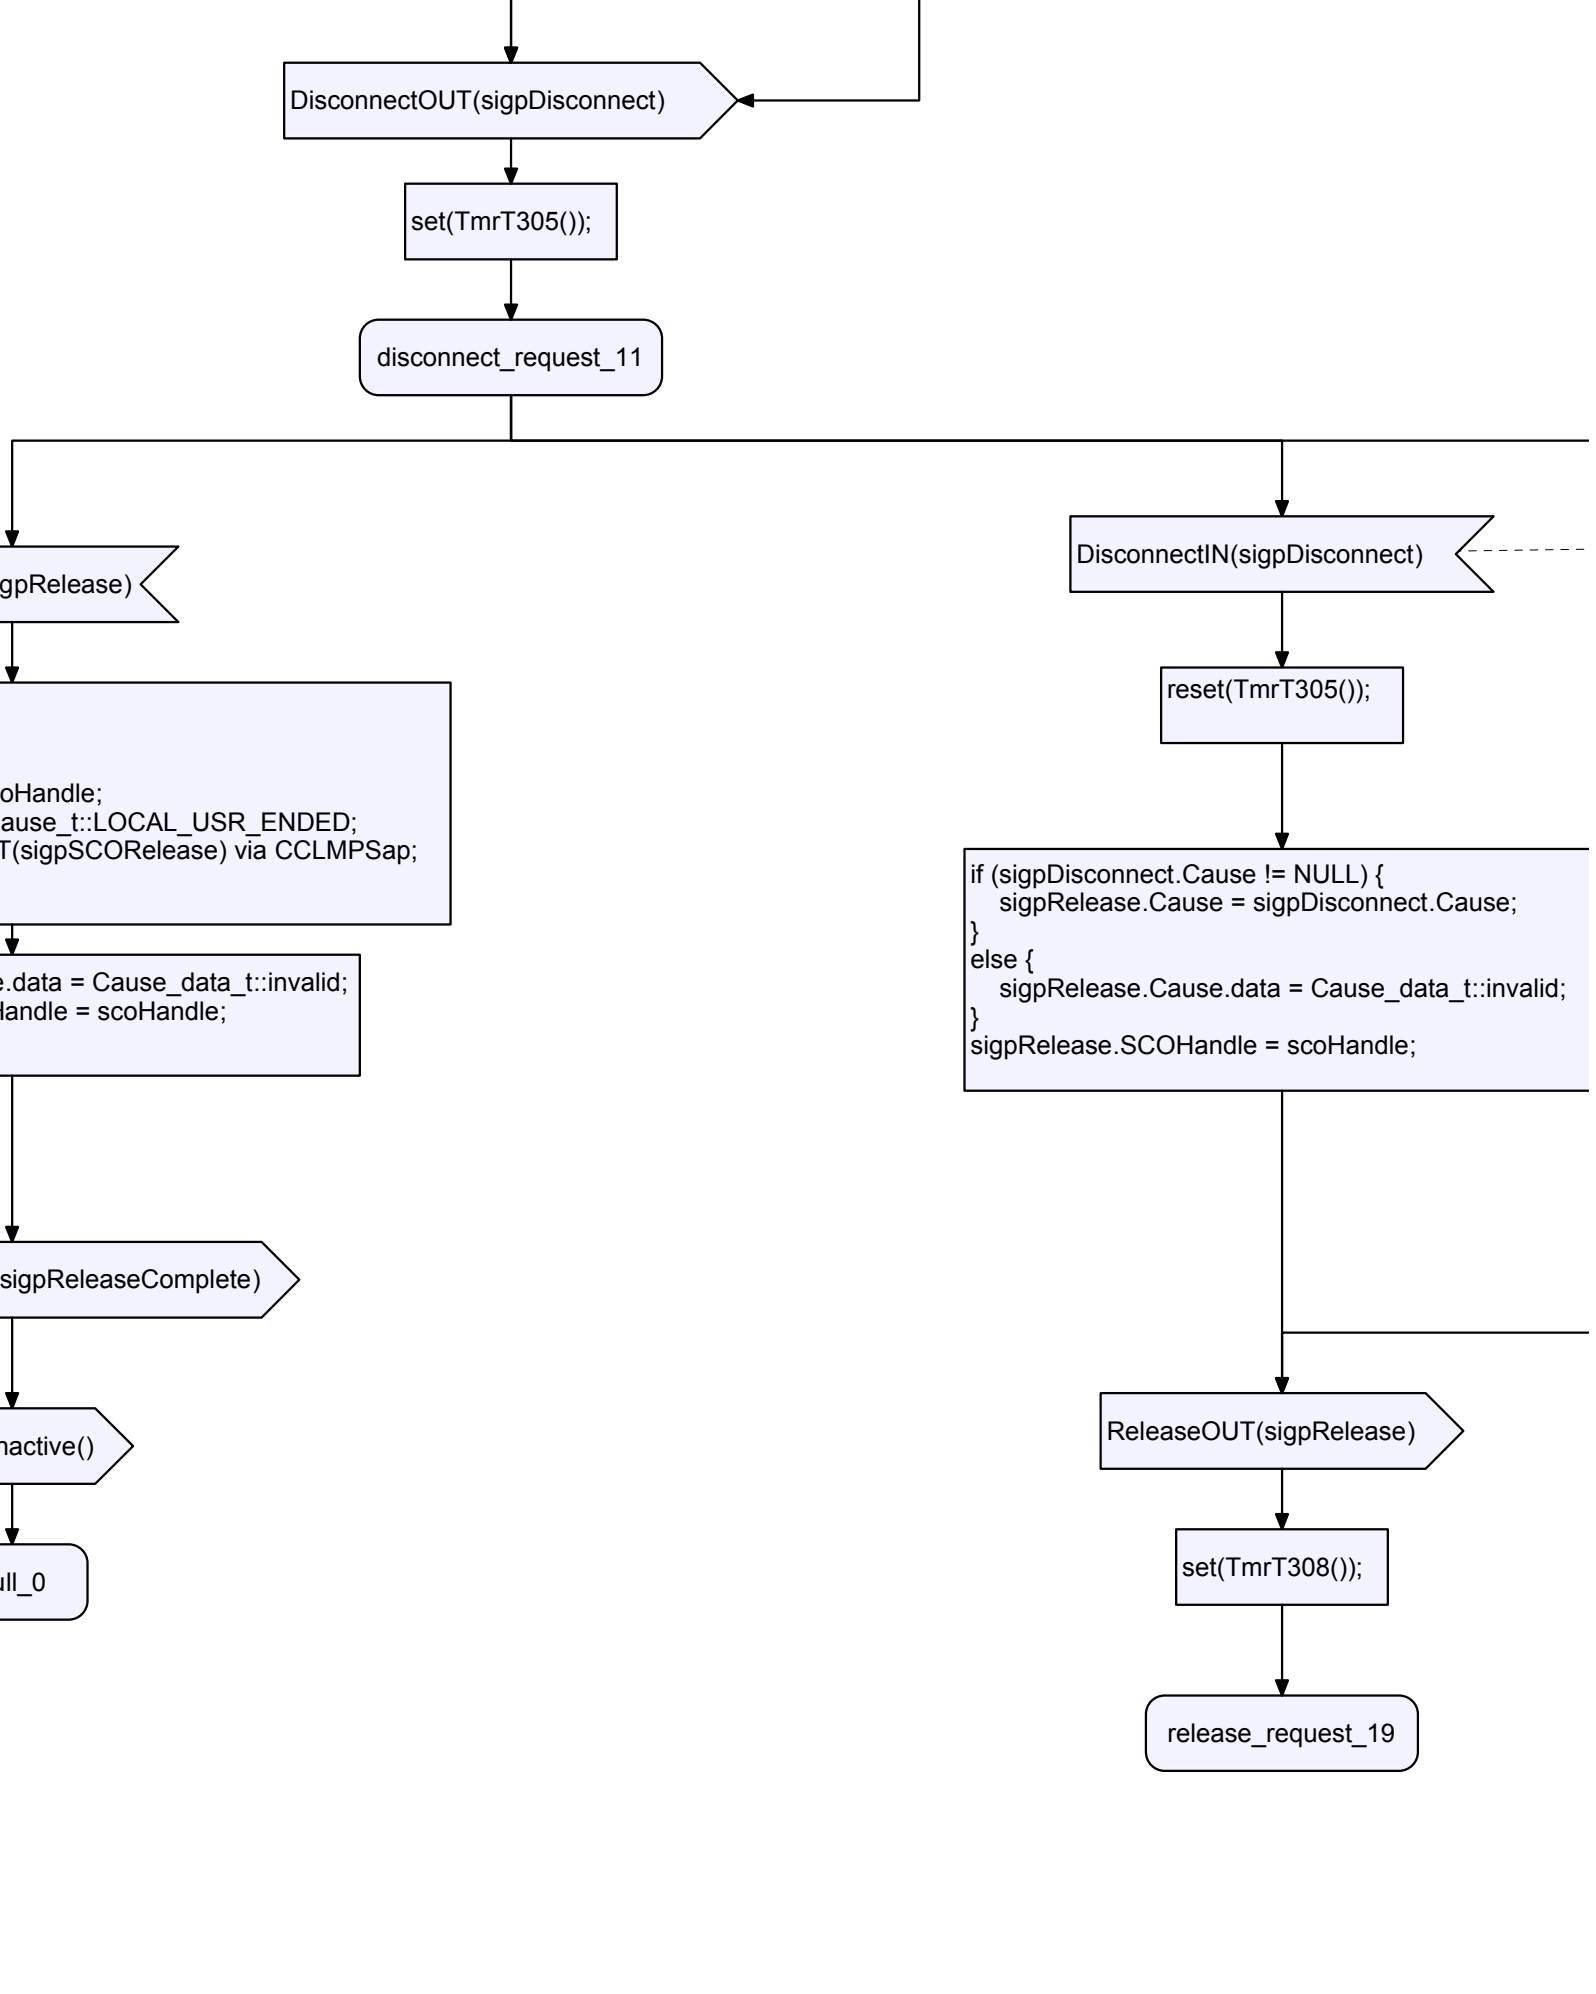 DisconnectOUT(sigpDisconnect)
set(TmrT305());
disconnect_request_11
gpRelease)
oHandle;
ause_t::LOCAL_USR_ENDED;
T(sigpSCORelease) via CCLMPSap;
e.data = Cause_data_t::invalid;
Handle = scoHandle;
sigpReleaseComplete)
nactive()
ull_0
DisconnectIN(sigpDisconnect)
reset(TmrT305());
if (sigpDisconnect.Cause != NULL) {
sigpRelease.Cause = sigpDisconnect.Cause;
}
else {
sigpRelease.Cause.data = Cause_data_t::invalid;
}
sigpRelease.SCOHandle = scoHandle;
ReleaseOUT(sigpRelease)
set(TmrT308());
release_request_19